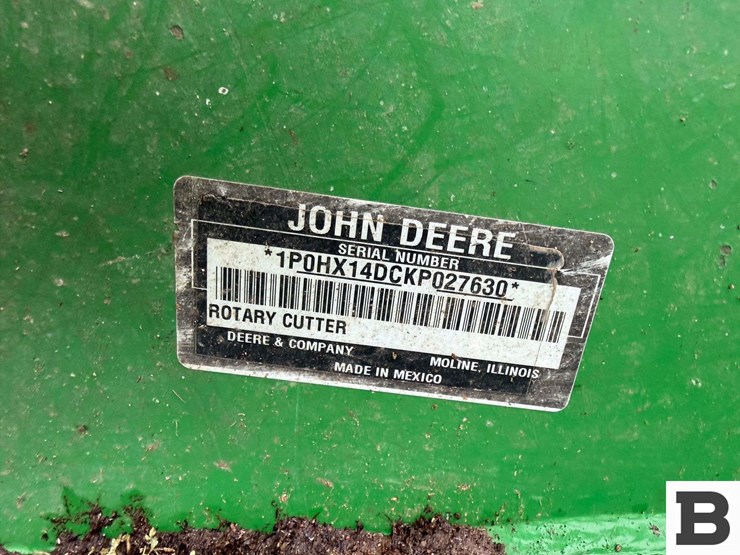 JOHN DEERE
SERIAL NUMBER
*1P0HX14DCKP027630*
ROTARY CUTTER
DEERE & COMPANY MOLINE, ILLINOIS
MADE IN MEXICO
B